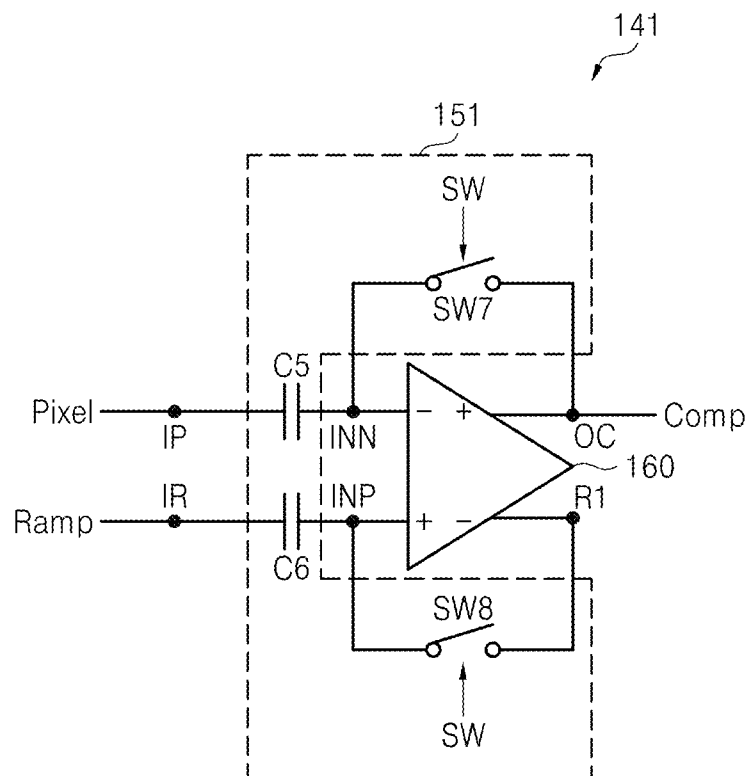 141
151
SW
SW7
C5
Pixel
IP
INN
- +
OC
Comp
160
Ramp
IR
INP
+ -
R1
C6
SW8
SW